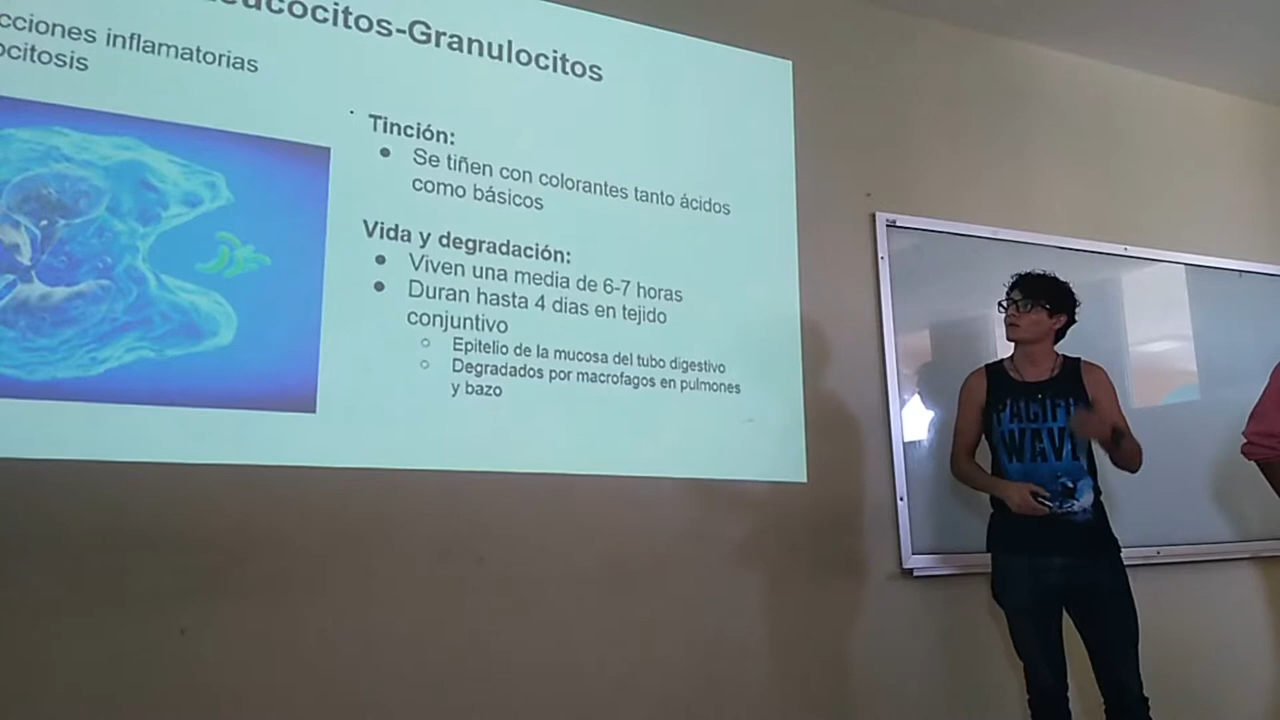 Leucocitos-Granulocitos
cciones inflamatorias
ocitosis
Tinción:
Se tiñen con colorantes tanto ácidos
como básicos
Vida y degradación:
Viven una media de 6-7 horas
Duran hasta 4 dias en tejido
conjuntivo
Epitelio de la mucosa del tubo digestivo
Degradados por macrofagos en pulmones
y bazo
PACIFI
WAVE